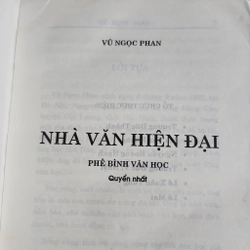 VŨ NGỌC PHAN
NHÀ VĂN HIỆN ĐẠI
PHÊ BÌNH VĂN HỌC
Quyển nhất